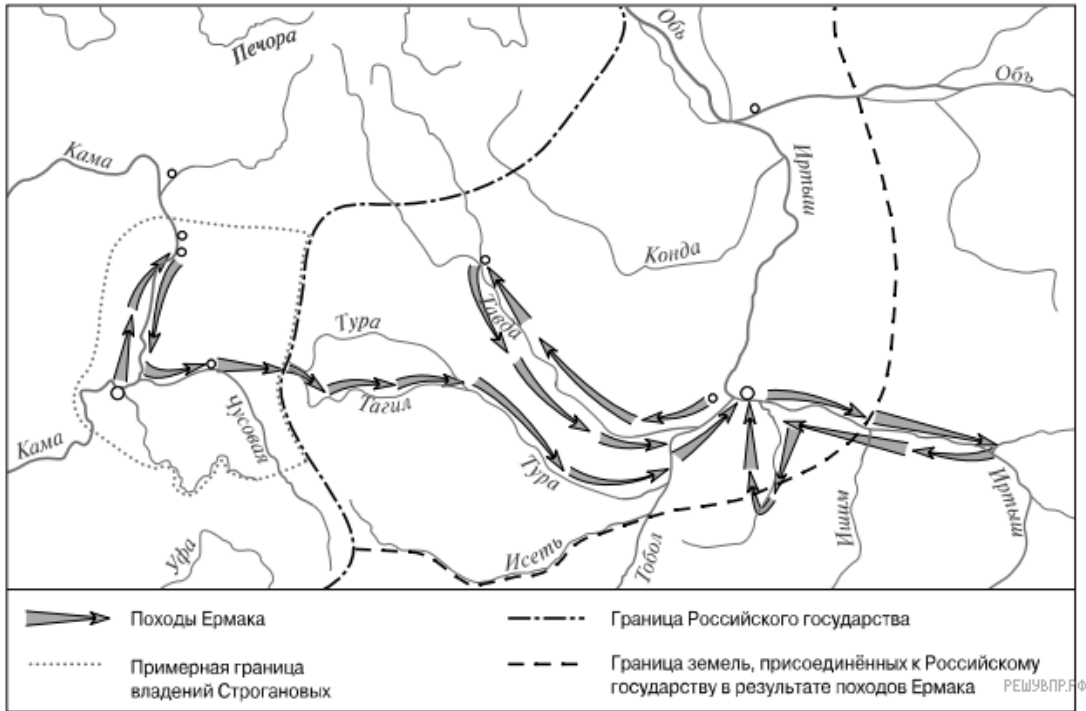 Печора
Обь
Обь
Кама
Иртыш
Конда
Тавда
Тура
Тагил
Чусовая
Кама
Тура
Иртыш
Ишим
Исеть
Тобол
Уфа
Походы Ермака
Граница Российского государства
Примерная граница
владений Строгановых
Граница земель, присоединённых к Российскому
государству в результате походов Ермака
РЕШУВПР.РФ